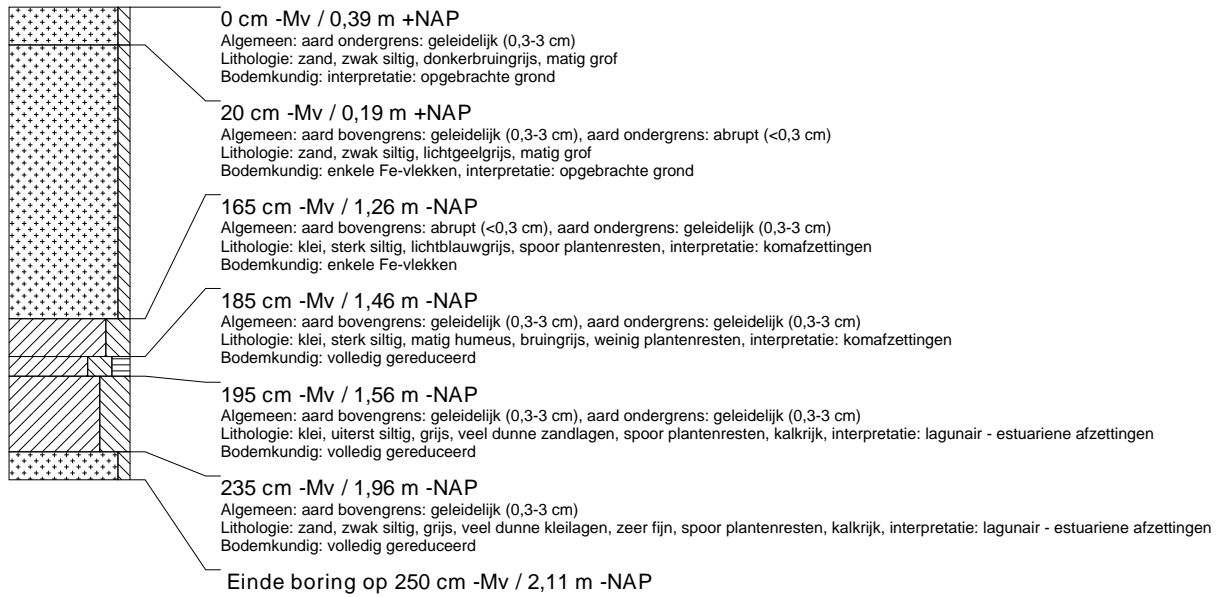 0 cm -Mv / 0,39 m +NAP
Algemeen: aard ondergrens: geleidelijk (0,3-3 cm)
Lithologie: zand, zwak siltig, donkerbruingrijs, matig grof
Bodemkundig: interpretatie: opgebrachte grond
20 cm -Mv / 0,19 m +NAP
Algemeen: aard bovengrens: geleidelijk (0,3-3 cm), aard ondergrens: abrupt (<0,3 cm)
Lithologie: zand, zwak siltig, lichtgeelgrijs, matig grof
Bodemkundig: enkele Fe-vlekken, interpretatie: opgebrachte grond
165 cm -Mv / 1,26 m -NAP
Algemeen: aard bovengrens: abrupt (<0,3 cm), aard ondergrens: geleidelijk (0,3-3 cm)
Lithologie: klei, sterk siltig, lichtblauwgrijs, spoor plantenresten, interpretatie: komafzettingen
Bodemkundig: enkele Fe-vlekken
185 cm -Mv / 1,46 m -NAP
Algemeen: aard bovengrens: geleidelijk (0,3-3 cm), aard ondergrens: geleidelijk (0,3-3 cm)
Lithologie: klei, sterk siltig, matig humeus, bruingrijs, weinig plantenresten, interpretatie: komafzettingen
Bodemkundig: volledig gereduceerd
195 cm -Mv / 1,56 m -NAP
Algemeen: aard bovengrens: geleidelijk (0,3-3 cm), aard ondergrens: geleidelijk (0,3-3 cm)
Lithologie: klei, uiterst siltig, grijs, veel dunne zandlagen, spoor plantenresten, kalkrijk, interpretatie: lagunair - estuariene afzettingen
Bodemkundig: volledig gereduceerd
235 cm -Mv / 1,96 m -NAP
Algemeen: aard bovengrens: geleidelijk (0,3-3 cm)
Lithologie: zand, zwak siltig, grijs, veel dunne kleilagen, zeer fijn, spoor plantenresten, kalkrijk, interpretatie: lagunair - estuariene afzettingen
Bodemkundig: volledig gereduceerd
Einde boring op 250 cm -Mv / 2,11 m -NAP